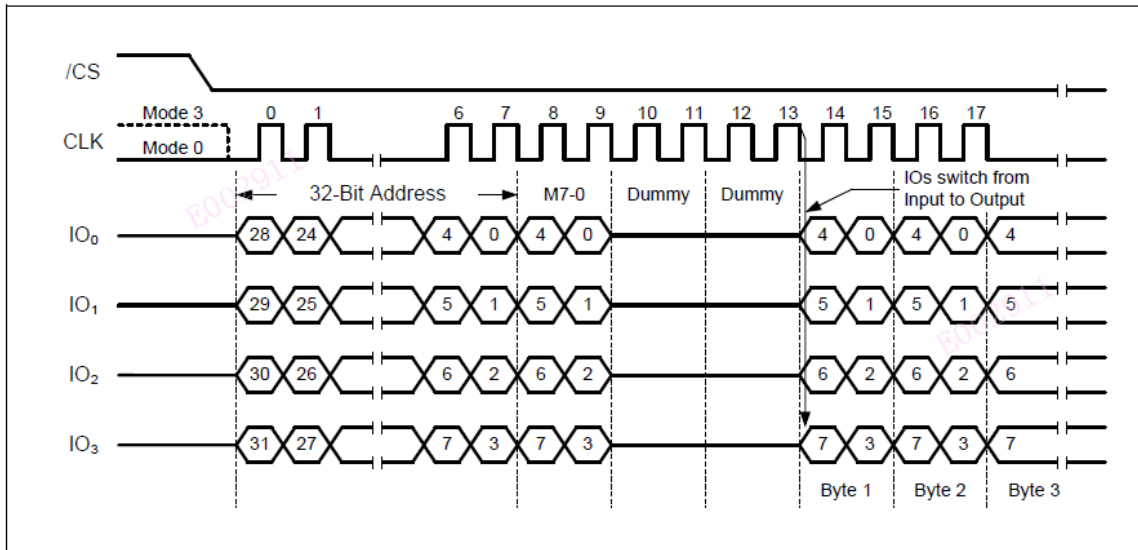 /CS
Mode 3 0 1 6 7 8 9 10 11 12 13 14 15 16 17
CLK
Mode 0
IOs switch from
Input to Output
32-Bit Address M7-0 Dummy Dummy
IO0 28 24 4 0 4 0 4 0 4 0 4
IO1 29 25 5 1 5 1 5 1 5 1 5
IO2 30 26 6 2 6 2 6 2 6 2 6
IO3 31 27 7 3 7 3 7 3 7 3 7
Byte 1 Byte 2 Byte 3